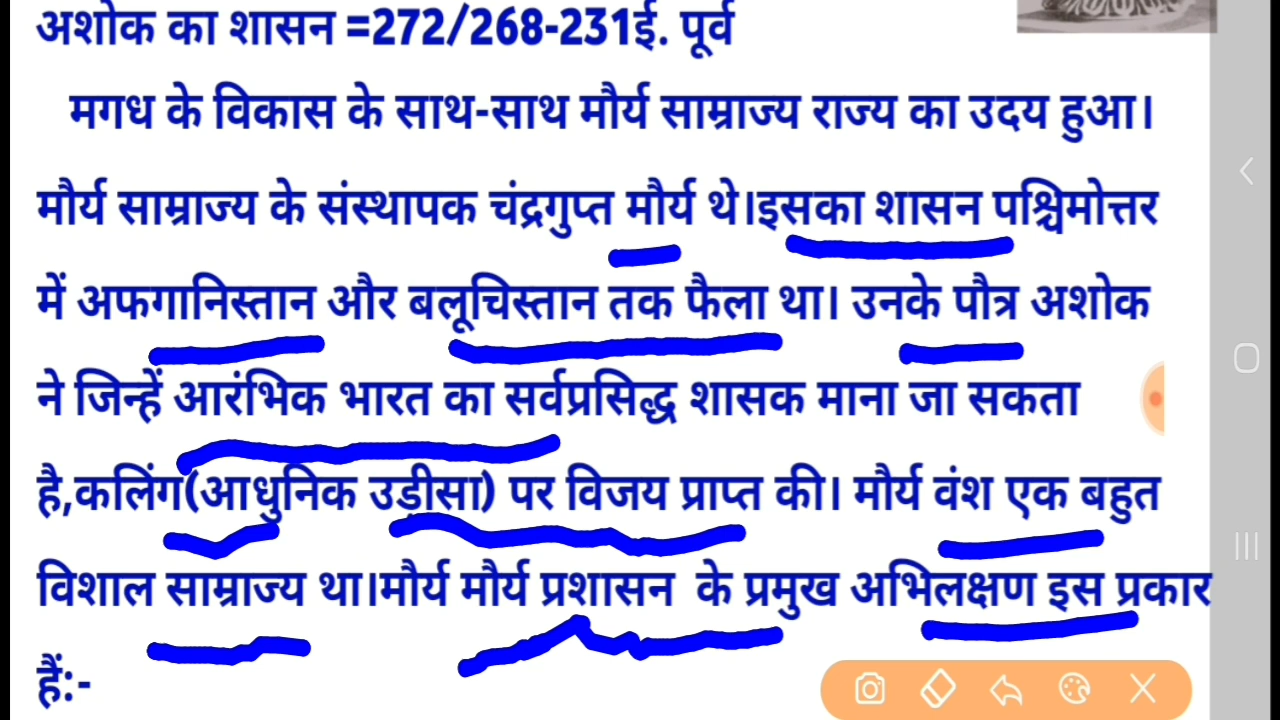 अशोक का शासन =272/268-231ई. पूर्व
मगध के विकास के साथ-साथ मौर्य साम्राज्य राज्य का उदय हुआ।
मौर्य साम्राज्य के संस्थापक चंद्रगुप्त मौर्य थे।इसका शासन पश्चिमोत्तर
में अफगानिस्तान और बलूचिस्तान तक फैला था। उनके पौत्र अशोक
ने जिन्हें आरंभिक भारत का सर्वप्रसिद्ध शासक माना जा सकता
है,कलिंग(आधुनिक उड़ीसा) पर विजय प्राप्त की। मौर्य वंश एक बहुत
विशाल साम्राज्य था।मौर्य मौर्य प्रशासन के प्रमुख अभिलक्षण इस प्रकार
हैं:-